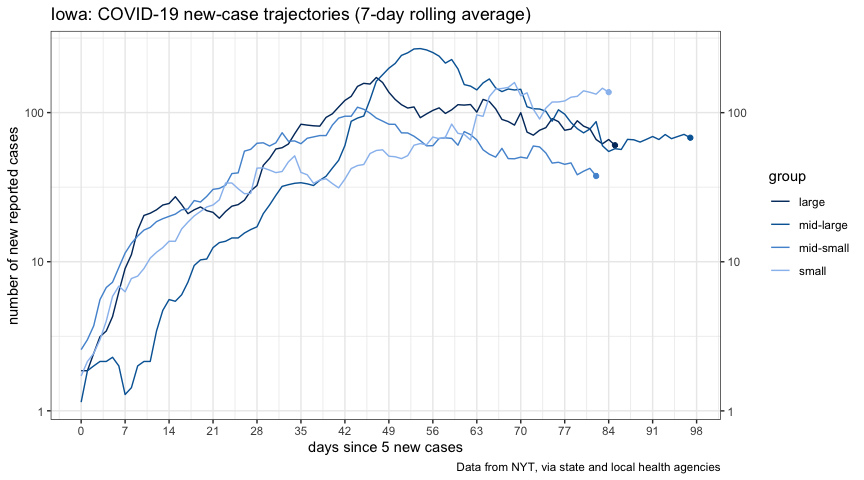 Iowa: COVID-19 new-case trajectories (7-day rolling average)
number of new reported cases
100
10
1
100
10
1
0 7 14 21 28 35 42 49 56 63 70 77 84 91 98
days since 5 new cases
group
large
mid-large
mid-small
small
Data from NYT, via state and local health agencies